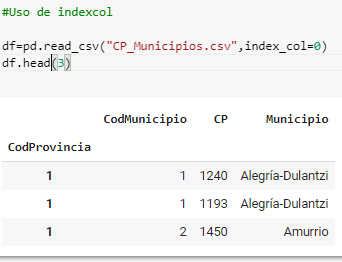 #Uso de indexcol
df=pd.read_csv("CP_Municipios.csv",index_col=0)
df.head(3)
CodMunicipio CP Municipio
CodProvincia
1 1 1240 Alegría-Dulantzi
1 1 1193 Alegría-Dulantzi
1 2 1450 Amurrio